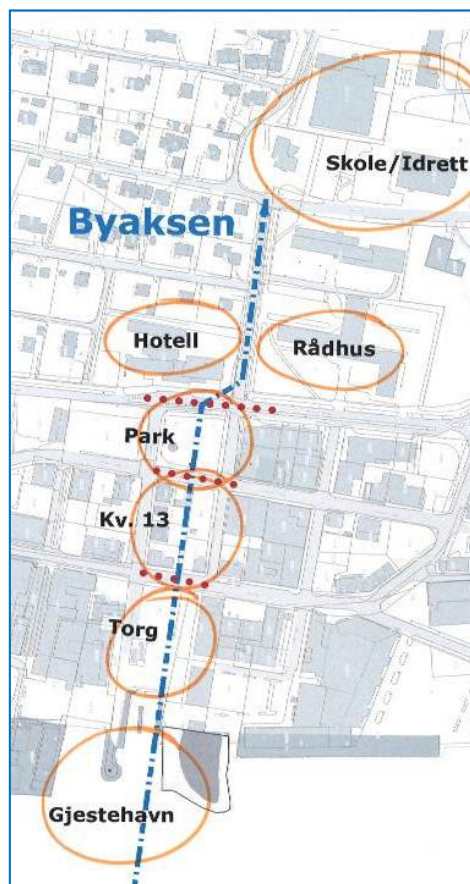 Skole/Idrett
Byaksen
Hotell
Rådhus
Park
Kv. 13
Torg
Gjestehavn